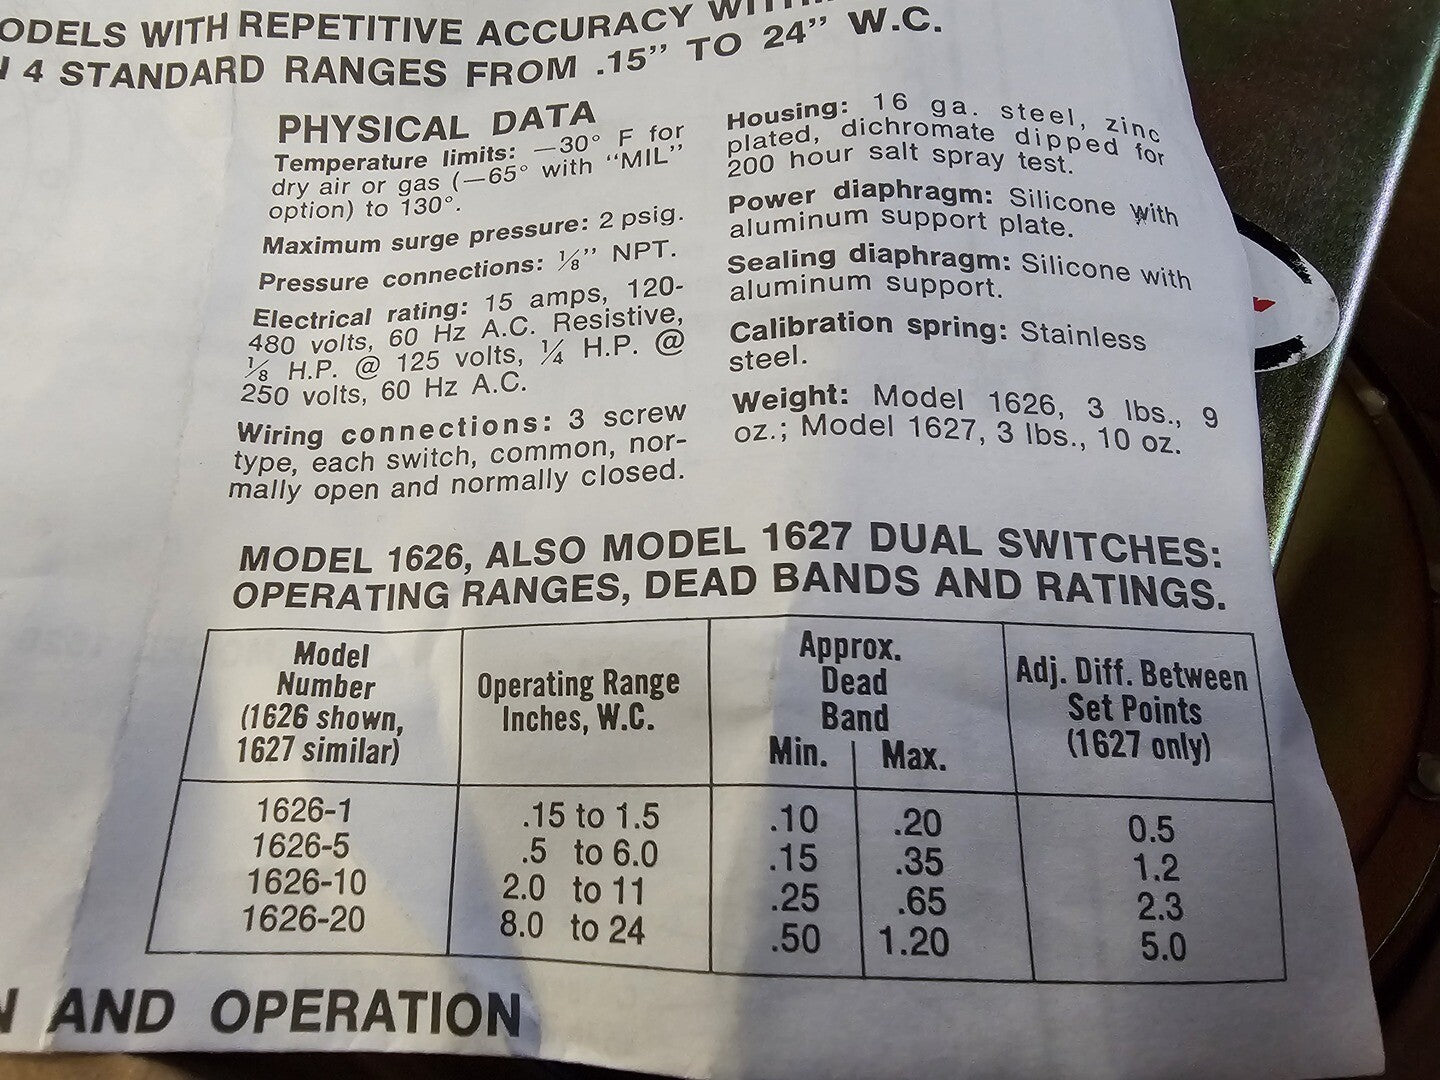 ODELS WITH REPETITIVE ACCURACY
4 STANDARD RANGES FROM .15” TO 24” W.C.
PHYSICAL DATA
Temperature limits: —30° F for
dry air or gas (—65° with “MIL”
option) to 130°.
Maximum surge pressure: 2 psig.
Pressure connections: ⅛” NPT.
Electrical rating: 15 amps, 120-
480 volts, 60 Hz A.C. Resistive,
⅛ H.P. @ 125 volts, ¼ H.P. @
250 volts, 60 Hz A.C.
Wiring connections: 3 screw
type, each switch, common, nor-
mally open and normally closed.
Housing: 16 ga. steel, zinc
plated, dichromate dipped for
200 hour salt spray test.
Power diaphragm: Silicone with
aluminum support plate.
Sealing diaphragm: Silicone with
aluminum support.
Calibration spring: Stainless
steel.
Weight: Model 1626, 3 lbs., 9
oz.; Model 1627, 3 lbs., 10 oz.
MODEL 1626, ALSO MODEL 1627 DUAL SWITCHES:
OPERATING RANGES, DEAD BANDS AND RATINGS.
Model
Number
(1626 shown,
1627 similar)
Operating Range
Inches, W.C.
Approx.
Dead
Band
Min. Max.
Adj. Diff. Between
Set Points
(1627 only)
1626-1 .15 to 1.5 .10 .20 0.5
1626-5 .5 to 6.0 .15 .35 1.2
1626-10 2.0 to 11 .25 .65 2.3
1626-20 8.0 to 24 .50 1.20 5.0
N AND OPERATION